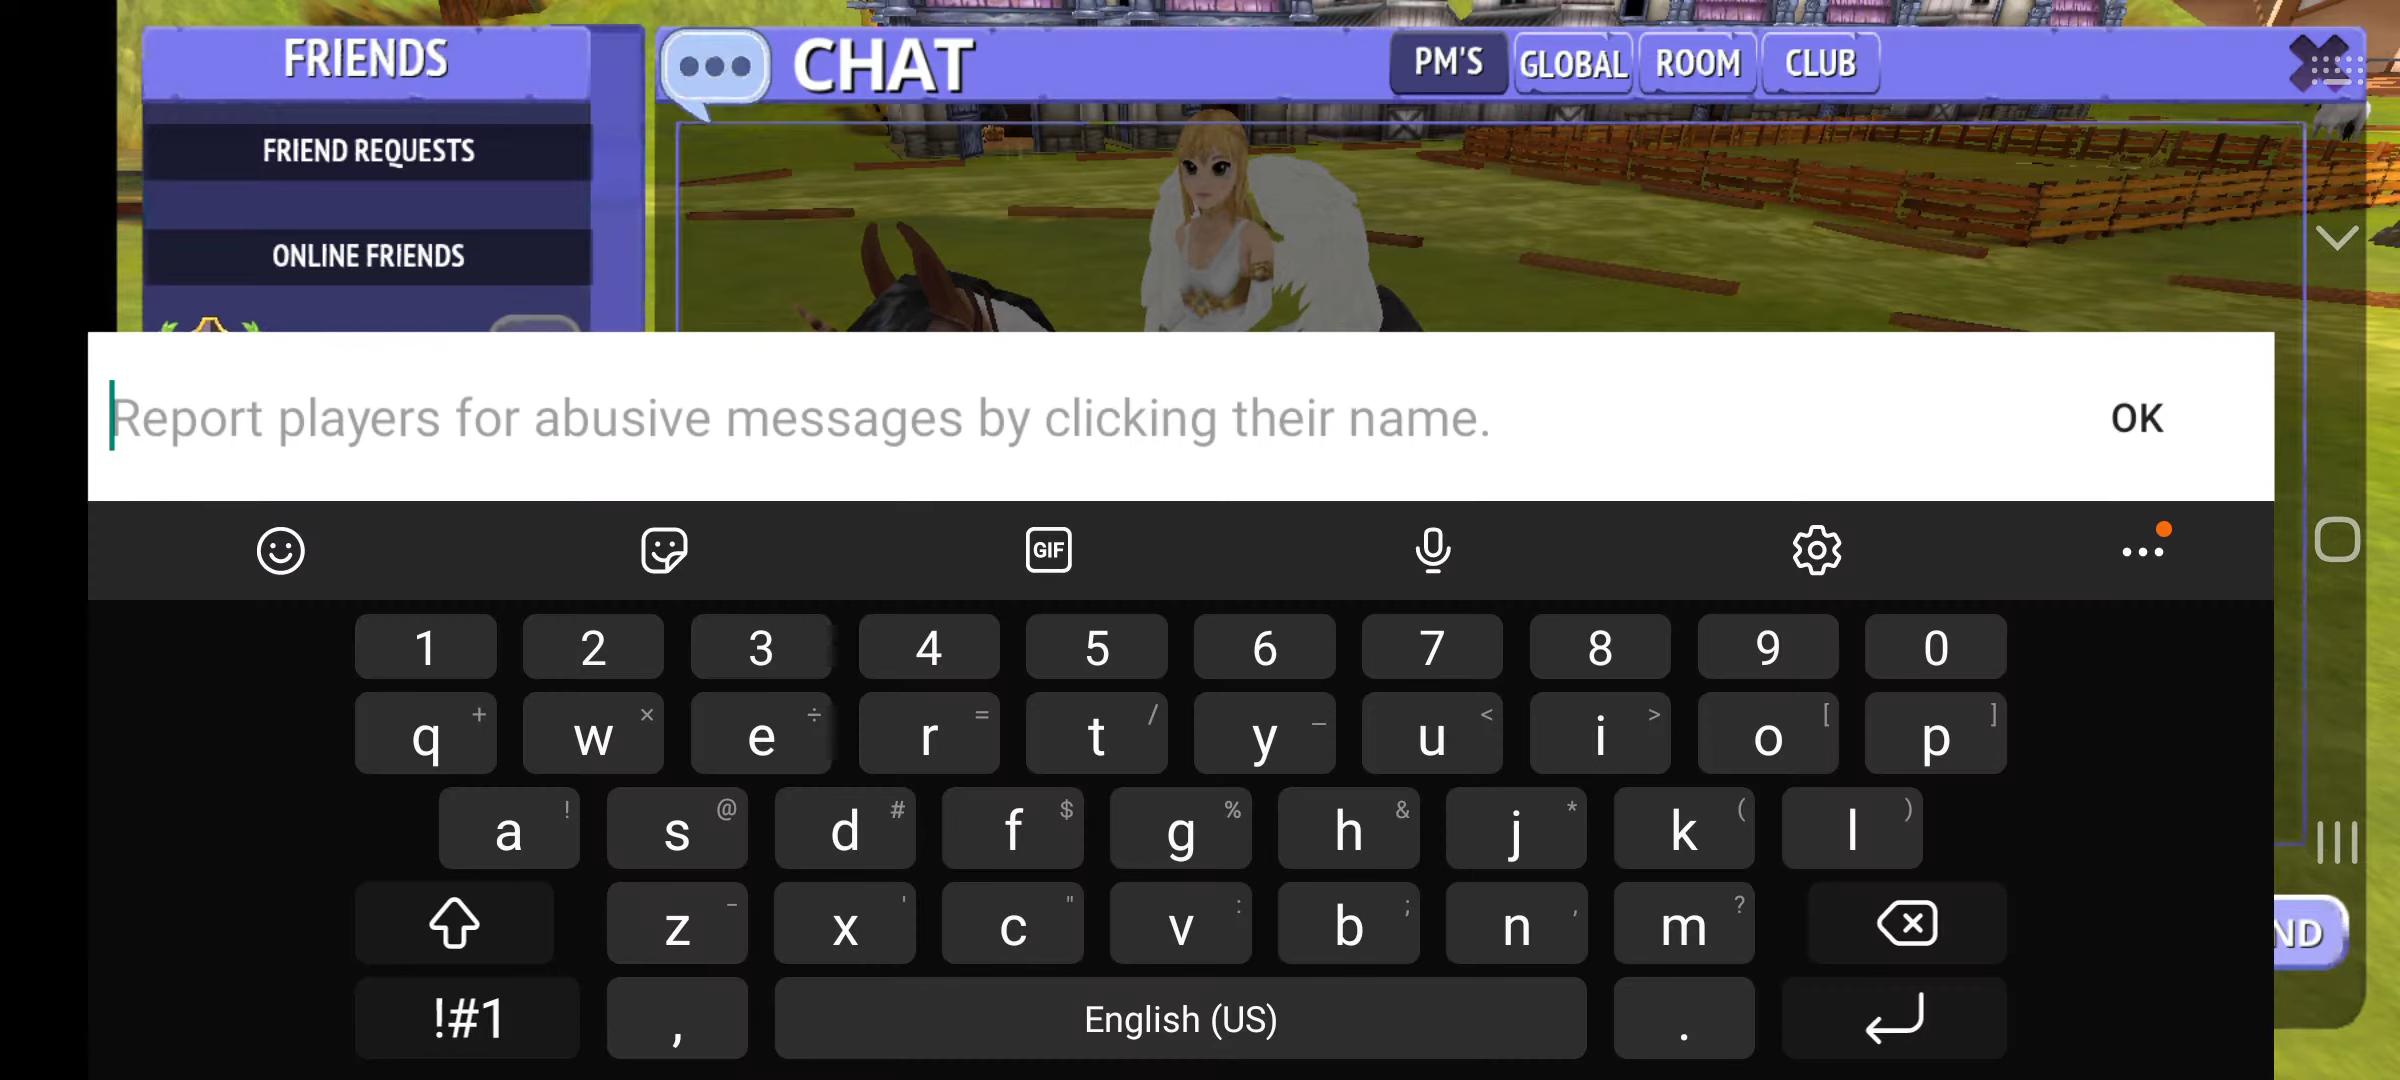 FRIENDS
CHAT
PM'S GLOBAL ROOM CLUB
FRIEND REQUESTS
ONLINE FRIENDS
Report players for abusive messages by clicking their name.
OK
GIF
1 2 3 4 5 6 7 8 9 0
q + w × e ÷ r = t / y _ u < i > o [ p ]
a ! s @ d # f $ g % h & j * k ( l )
z - x ' c " v : b ; n , m ?
ND
!#1 , English (US) .